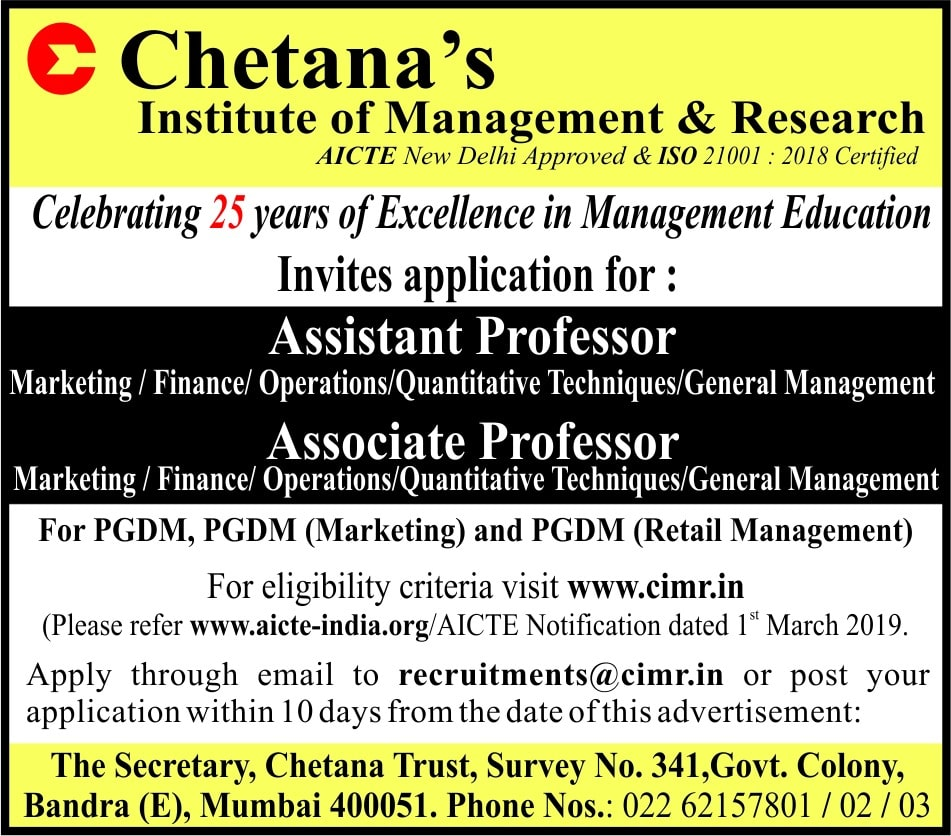 Chetana’s
Institute of Management & Research
AICTE New Delhi Approved & ISO 21001 : 2018 Certified
Celebrating 25 years of Excellence in Management Education
Invites application for :
Assistant Professor
Marketing / Finance/ Operations/Quantitative Techniques/General Management
Associate Professor
Marketing / Finance/ Operations/Quantitative Techniques/General Management
For PGDM, PGDM (Marketing) and PGDM (Retail Management)
For eligibility criteria visit www.cimr.in
(Please refer www.aicte-india.org/AICTE Notification dated 1st March 2019.
Apply through email to recruitments@cimr.in or post your
application within 10 days from the date of this advertisement:
The Secretary, Chetana Trust, Survey No. 341,Govt. Colony,
Bandra (E), Mumbai 400051. Phone Nos.: 022 62157801 / 02 / 03